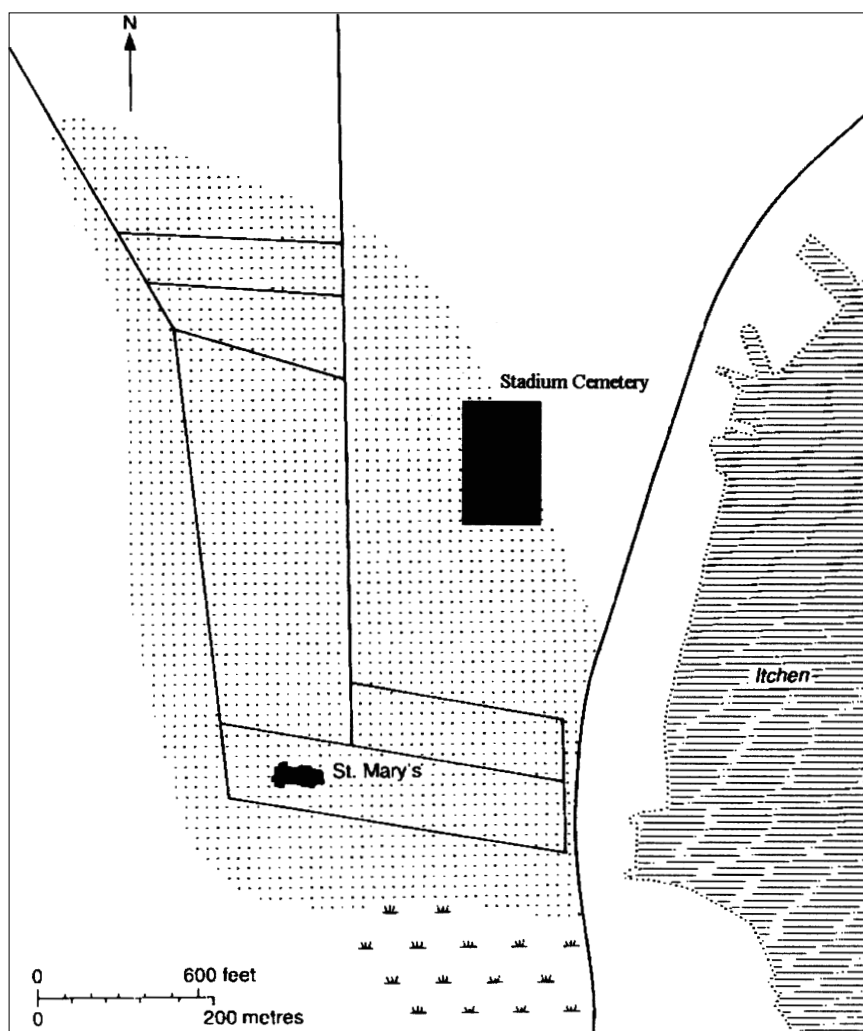 N
Stadium Cemetery
Itchen
St. Mary's
0 600 feet
0 200 metres